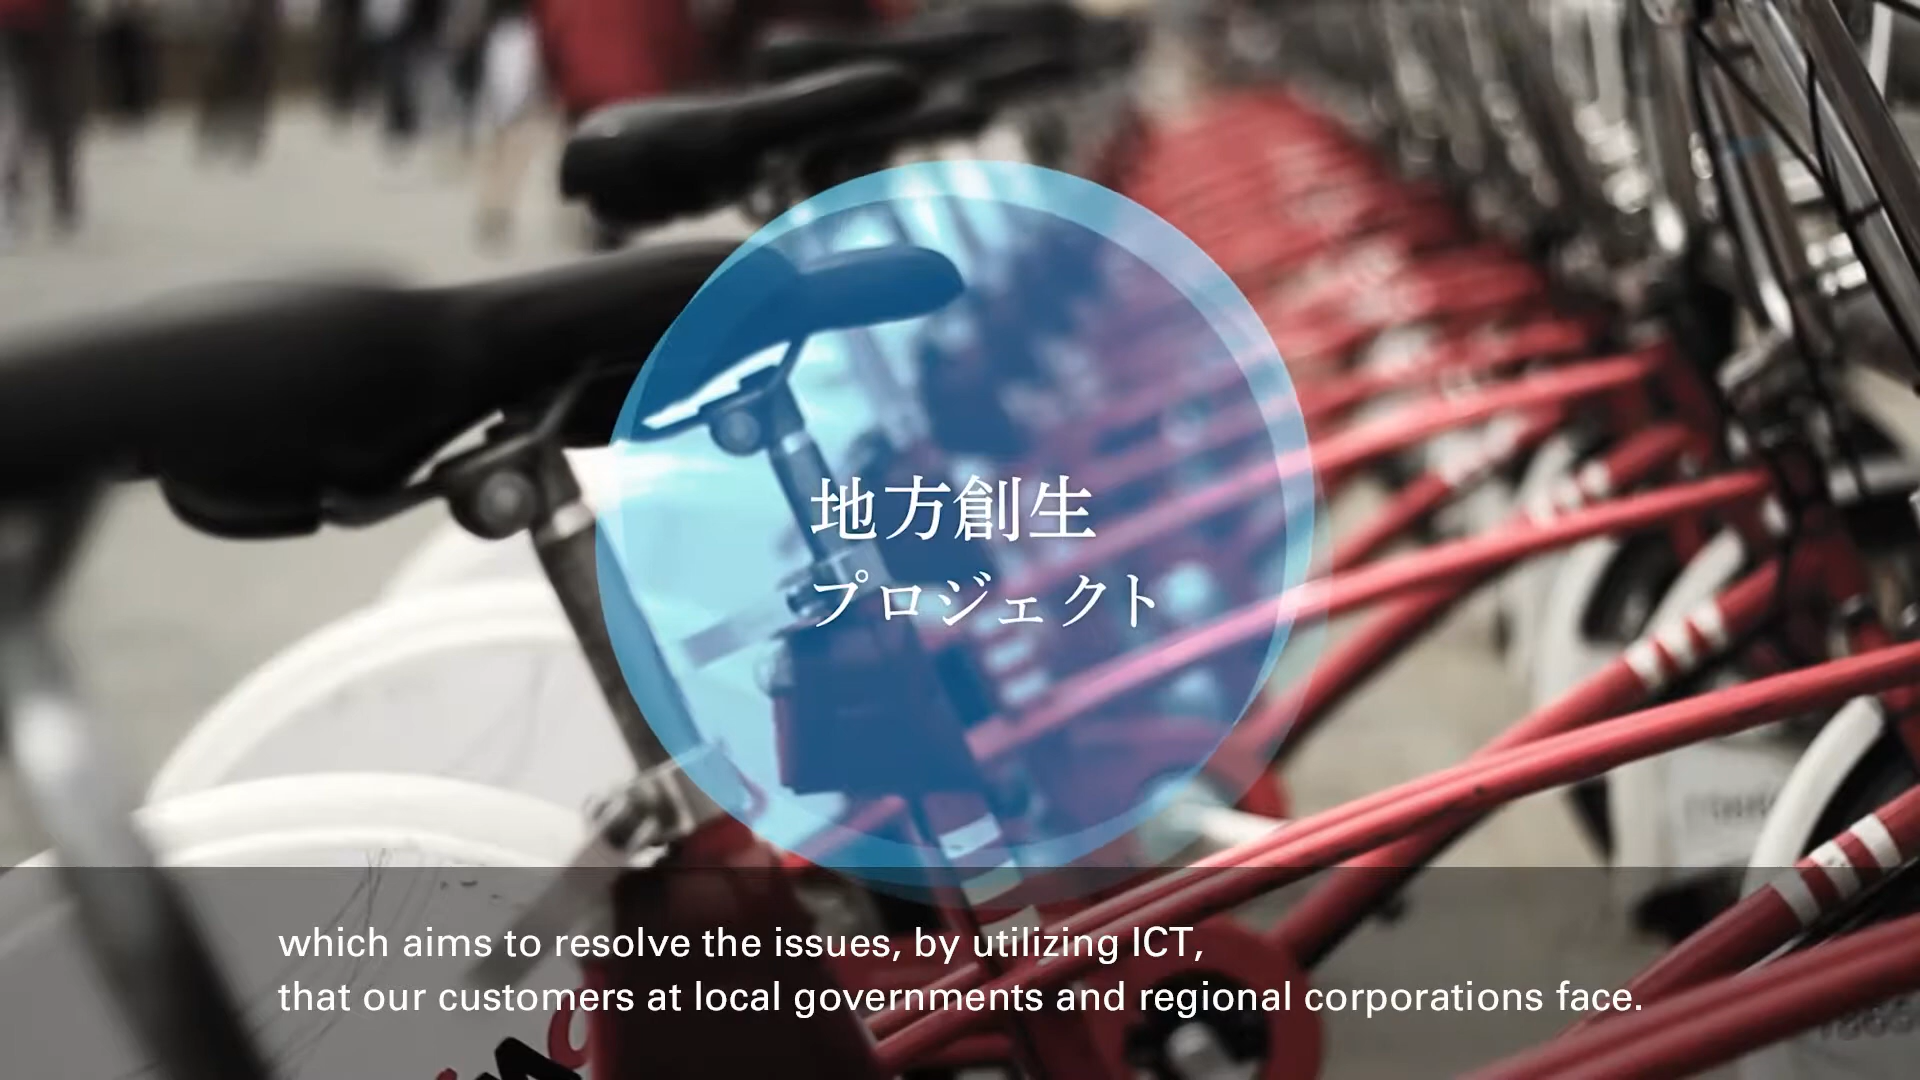 地方創生
プロジェクト
which aims to resolve the issues, by utilizing ICT,
that our customers at local governments and regional corporations face.